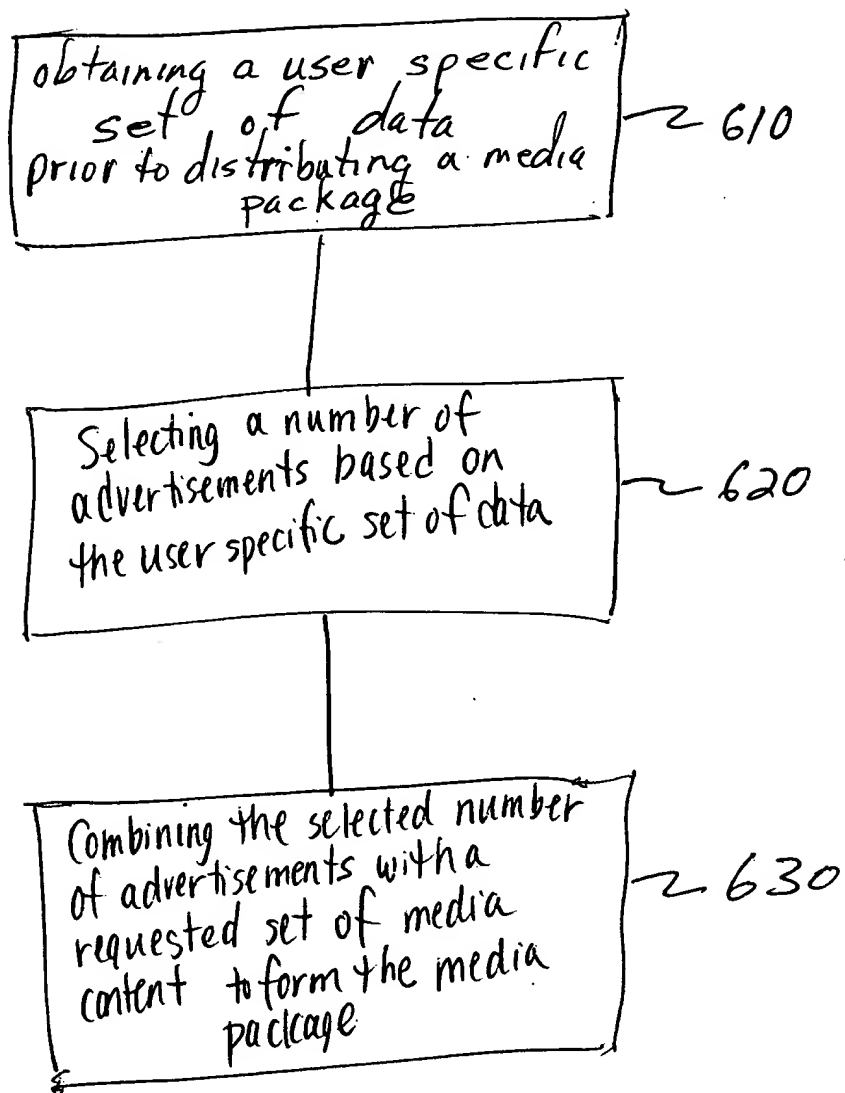 obtaining a user specific
set of data
prior to distributing a media
package
610
Selecting a number of
advertisements based on
the user specific set of data
620
Combining the selected number
of advertisements with a
requested set of media
content to form the media
package
630